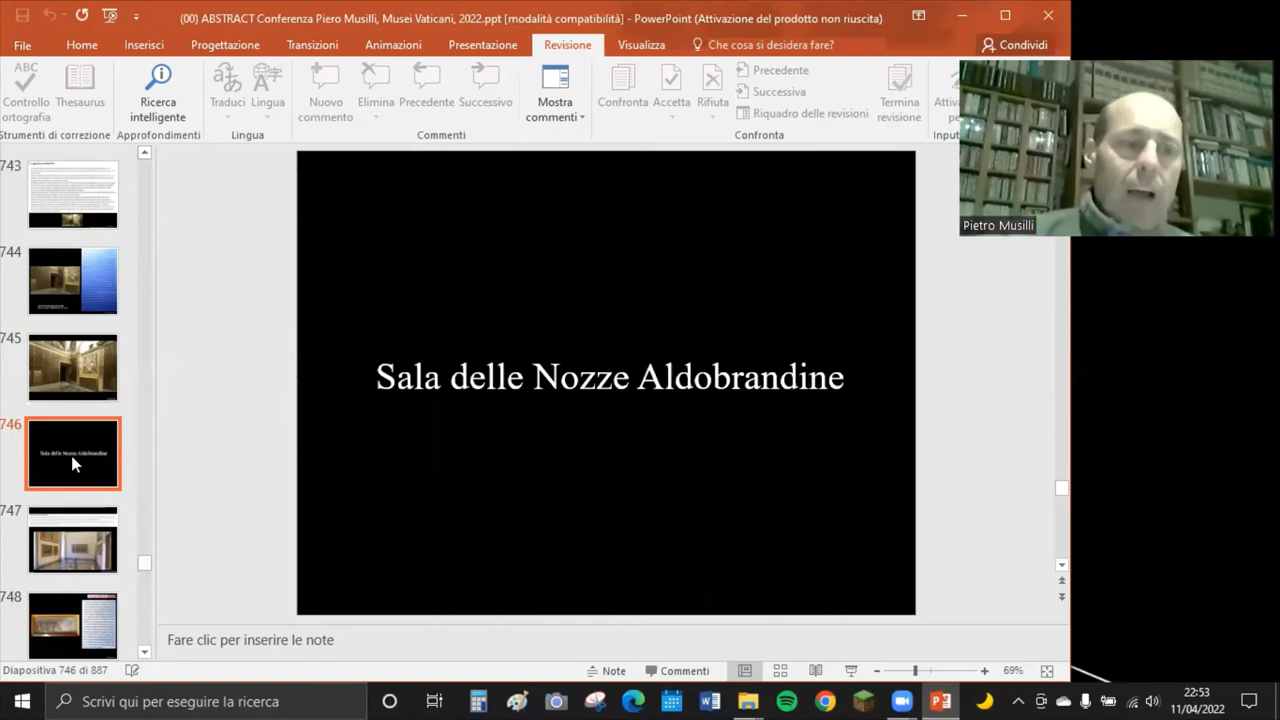 (00) ABSTRACT Conferenza Piero Musilli, Musei Vaticani, 2022.ppt [modalità compatibilità] - PowerPoint (Attivazione del prodotto non riuscita)
File Home Inserisci Progettazione Transizioni Animazioni Presentazione Revisione Visualizza Che cosa si desidera fare? Condividi
ABC
Controllo ortografia
Thesaurus
Ricerca intelligente
Traduci
Lingua
Nuovo commento
Elimina
Precedente
Successivo
Mostra commenti
Confronta
Accetta
Rifiuta
Precedente
Successiva
Riquadro delle revisioni
Termina revisione
Strumenti di correzione Approfondimenti Lingua Commenti Confronta
Pietro Musilli
743
744
745
746
Sala delle Nozze Aldobrandine
747
748
Sala delle Nozze Aldobrandine
Fare clic per inserire le note
Diapositiva 746 di 887 Note Commenti 69%
Scrivi qui per eseguire la ricerca
22:53
11/04/2022